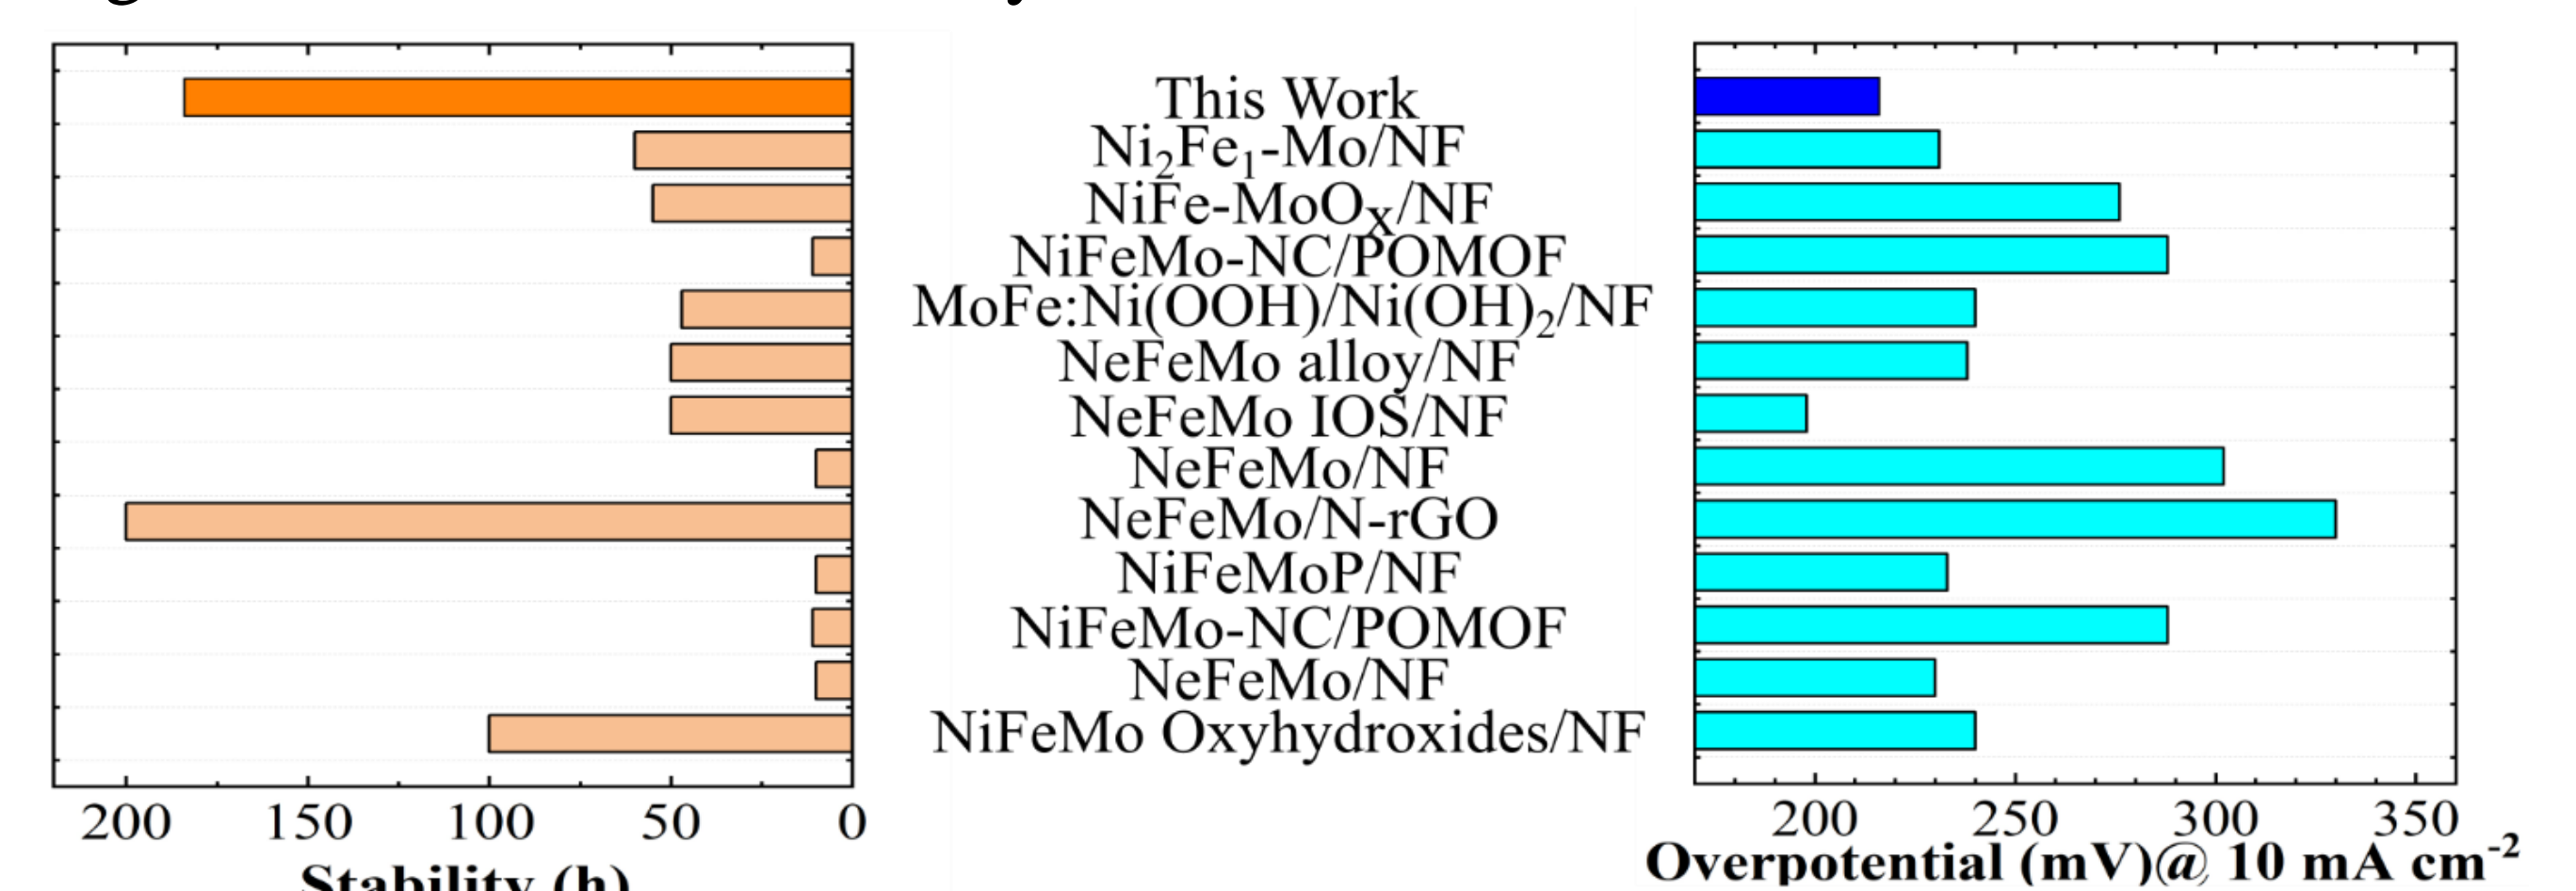 This Work
Ni₂Fe₁-Mo/NF
NiFe-MoOₓ/NF
NiFeMo-NC/POMOF
MoFe:Ni(OOH)/Ni(OH)₂/NF
NeFeMo alloy/NF
NeFeMo IOS/NF
NeFeMo/NF
NeFeMo/N-rGO
NiFeMoP/NF
NiFeMo-NC/POMOF
NeFeMo/NF
NiFeMo Oxyhydroxides/NF
200 150 100 50 0
Stability (h)
200 250 300 350
Overpotential (mV)@ 10 mA cm⁻²